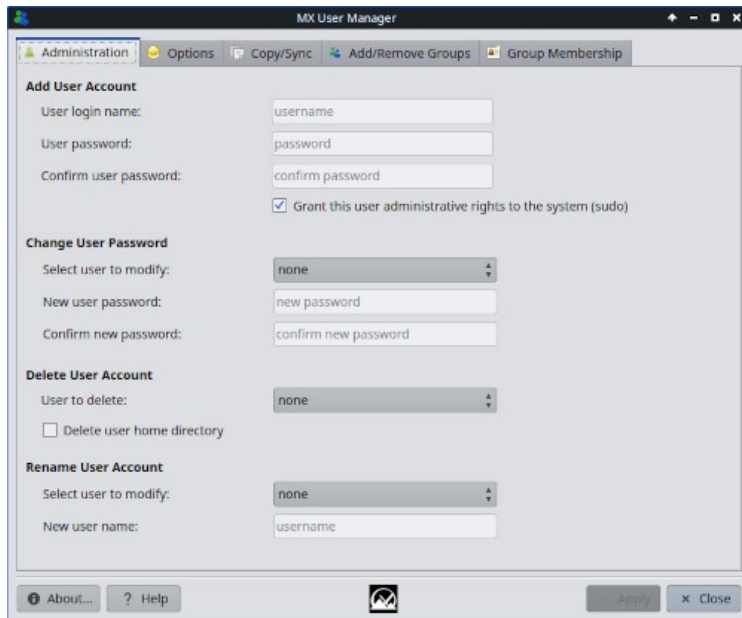 MX User Manager
Administration Options Copy/Sync Add/Remove Groups Group Membership
Add User Account
User login name: username
User password: password
Confirm user password: confirm password
Grant this user administrative rights to the system (sudo)
Change User Password
Select user to modify: none
New user password: new password
Confirm new password: confirm new password
Delete User Account
User to delete: none
Delete user home directory
Rename User Account
Select user to modify: none
New user name: username
About... ? Help Apply × Close